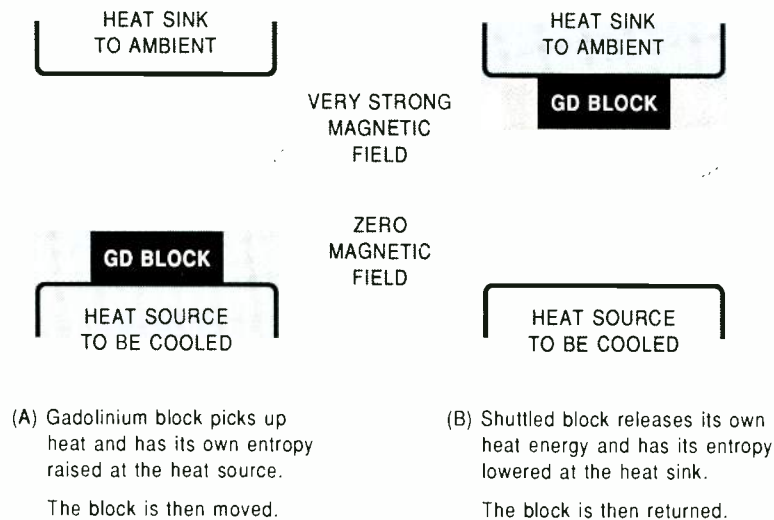 HEAT SINK
TO AMBIENT
HEAT SINK
TO AMBIENT
GD BLOCK
VERY STRONG
MAGNETIC
FIELD
ZERO
MAGNETIC
FIELD
GD BLOCK
HEAT SOURCE
TO BE COOLED
HEAT SOURCE
TO BE COOLED
(A) Gadolinium block picks up
heat and has its own entropy
raised at the heat source.
The block is then moved.
(B) Shuttled block releases its own
heat energy and has its entropy
lowered at the heat sink.
The block is then returned.